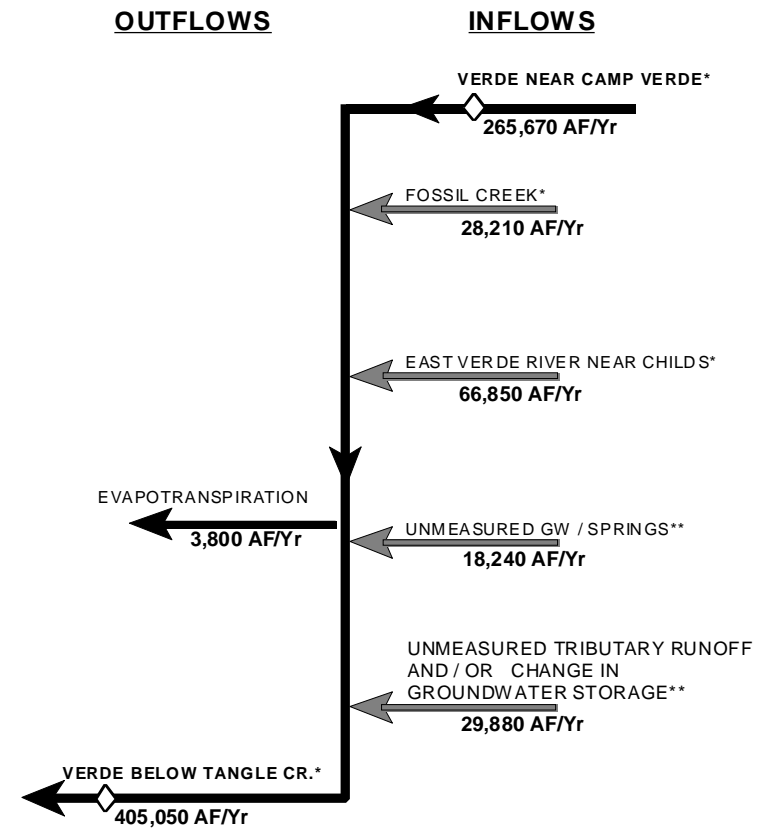 OUTFLOWS
INFLOWS
VERDE NEAR CAMP VERDE*
265,670 AF/Yr
FOSSIL CREEK*
28,210 AF/Yr
EAST VERDE RIVER NEAR CHILDS*
66,850 AF/Yr
EVAPOTRANSPIRATION
3,800 AF/Yr
UNMEASURED GW / SPRINGS**
18,240 AF/Yr
UNMEASURED TRIBUTARY RUNOFF
AND / OR CHANGE IN
GROUNDWATER STORAGE**
29,880 AF/Yr
VERDE BELOW TANGLE CR.*
405,050 AF/Yr